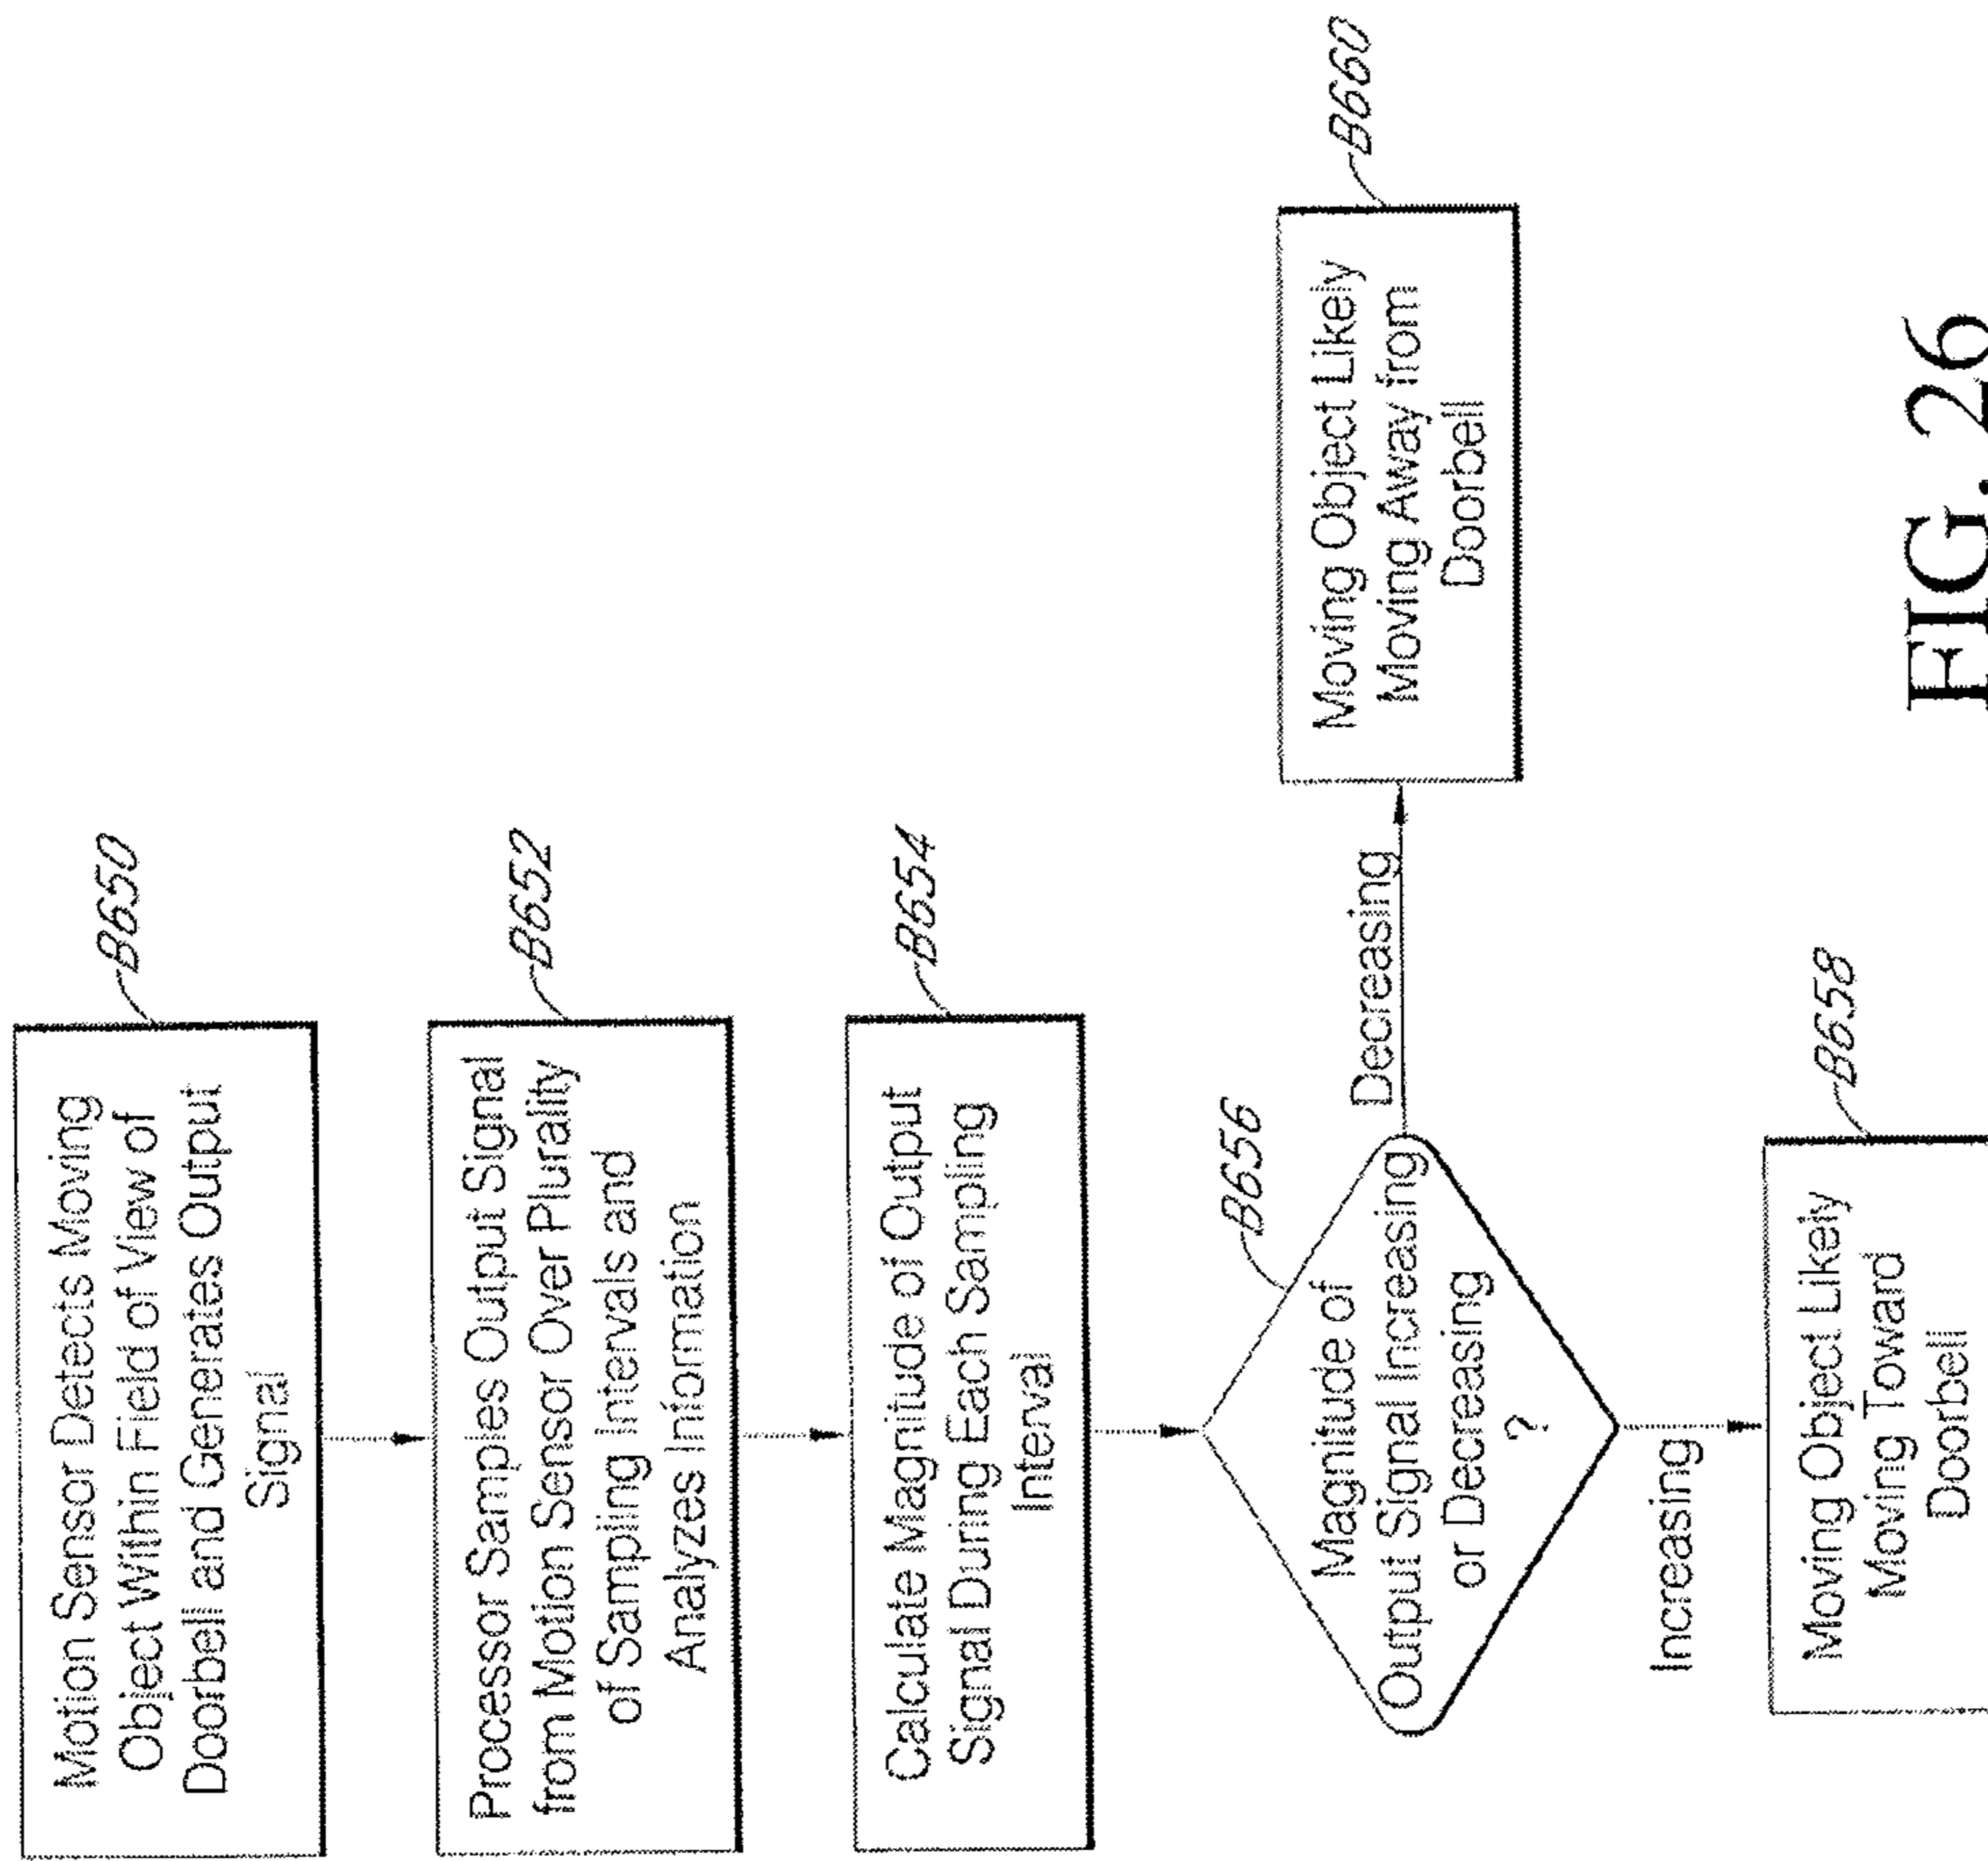 B650
Motion Sensor Detects Moving
Object Within Field of View of
Doorbell and Generates Output
Signal
B652
Processor Samples Output Signal
from Motion Sensor Over Plurality
of Sampling Intervals and
Analyzes Information
B654
Calculate Magnitude of Output
Signal During Each Sampling
Interval
B656
Magnitude of
Output Signal Increasing
or Decreasing
?
Decreasing
B660
Moving Object Likely
Moving Away from
Doorbell
Increasing
B658
Moving Object Likely
Moving Toward
Doorbell
FIG. 26